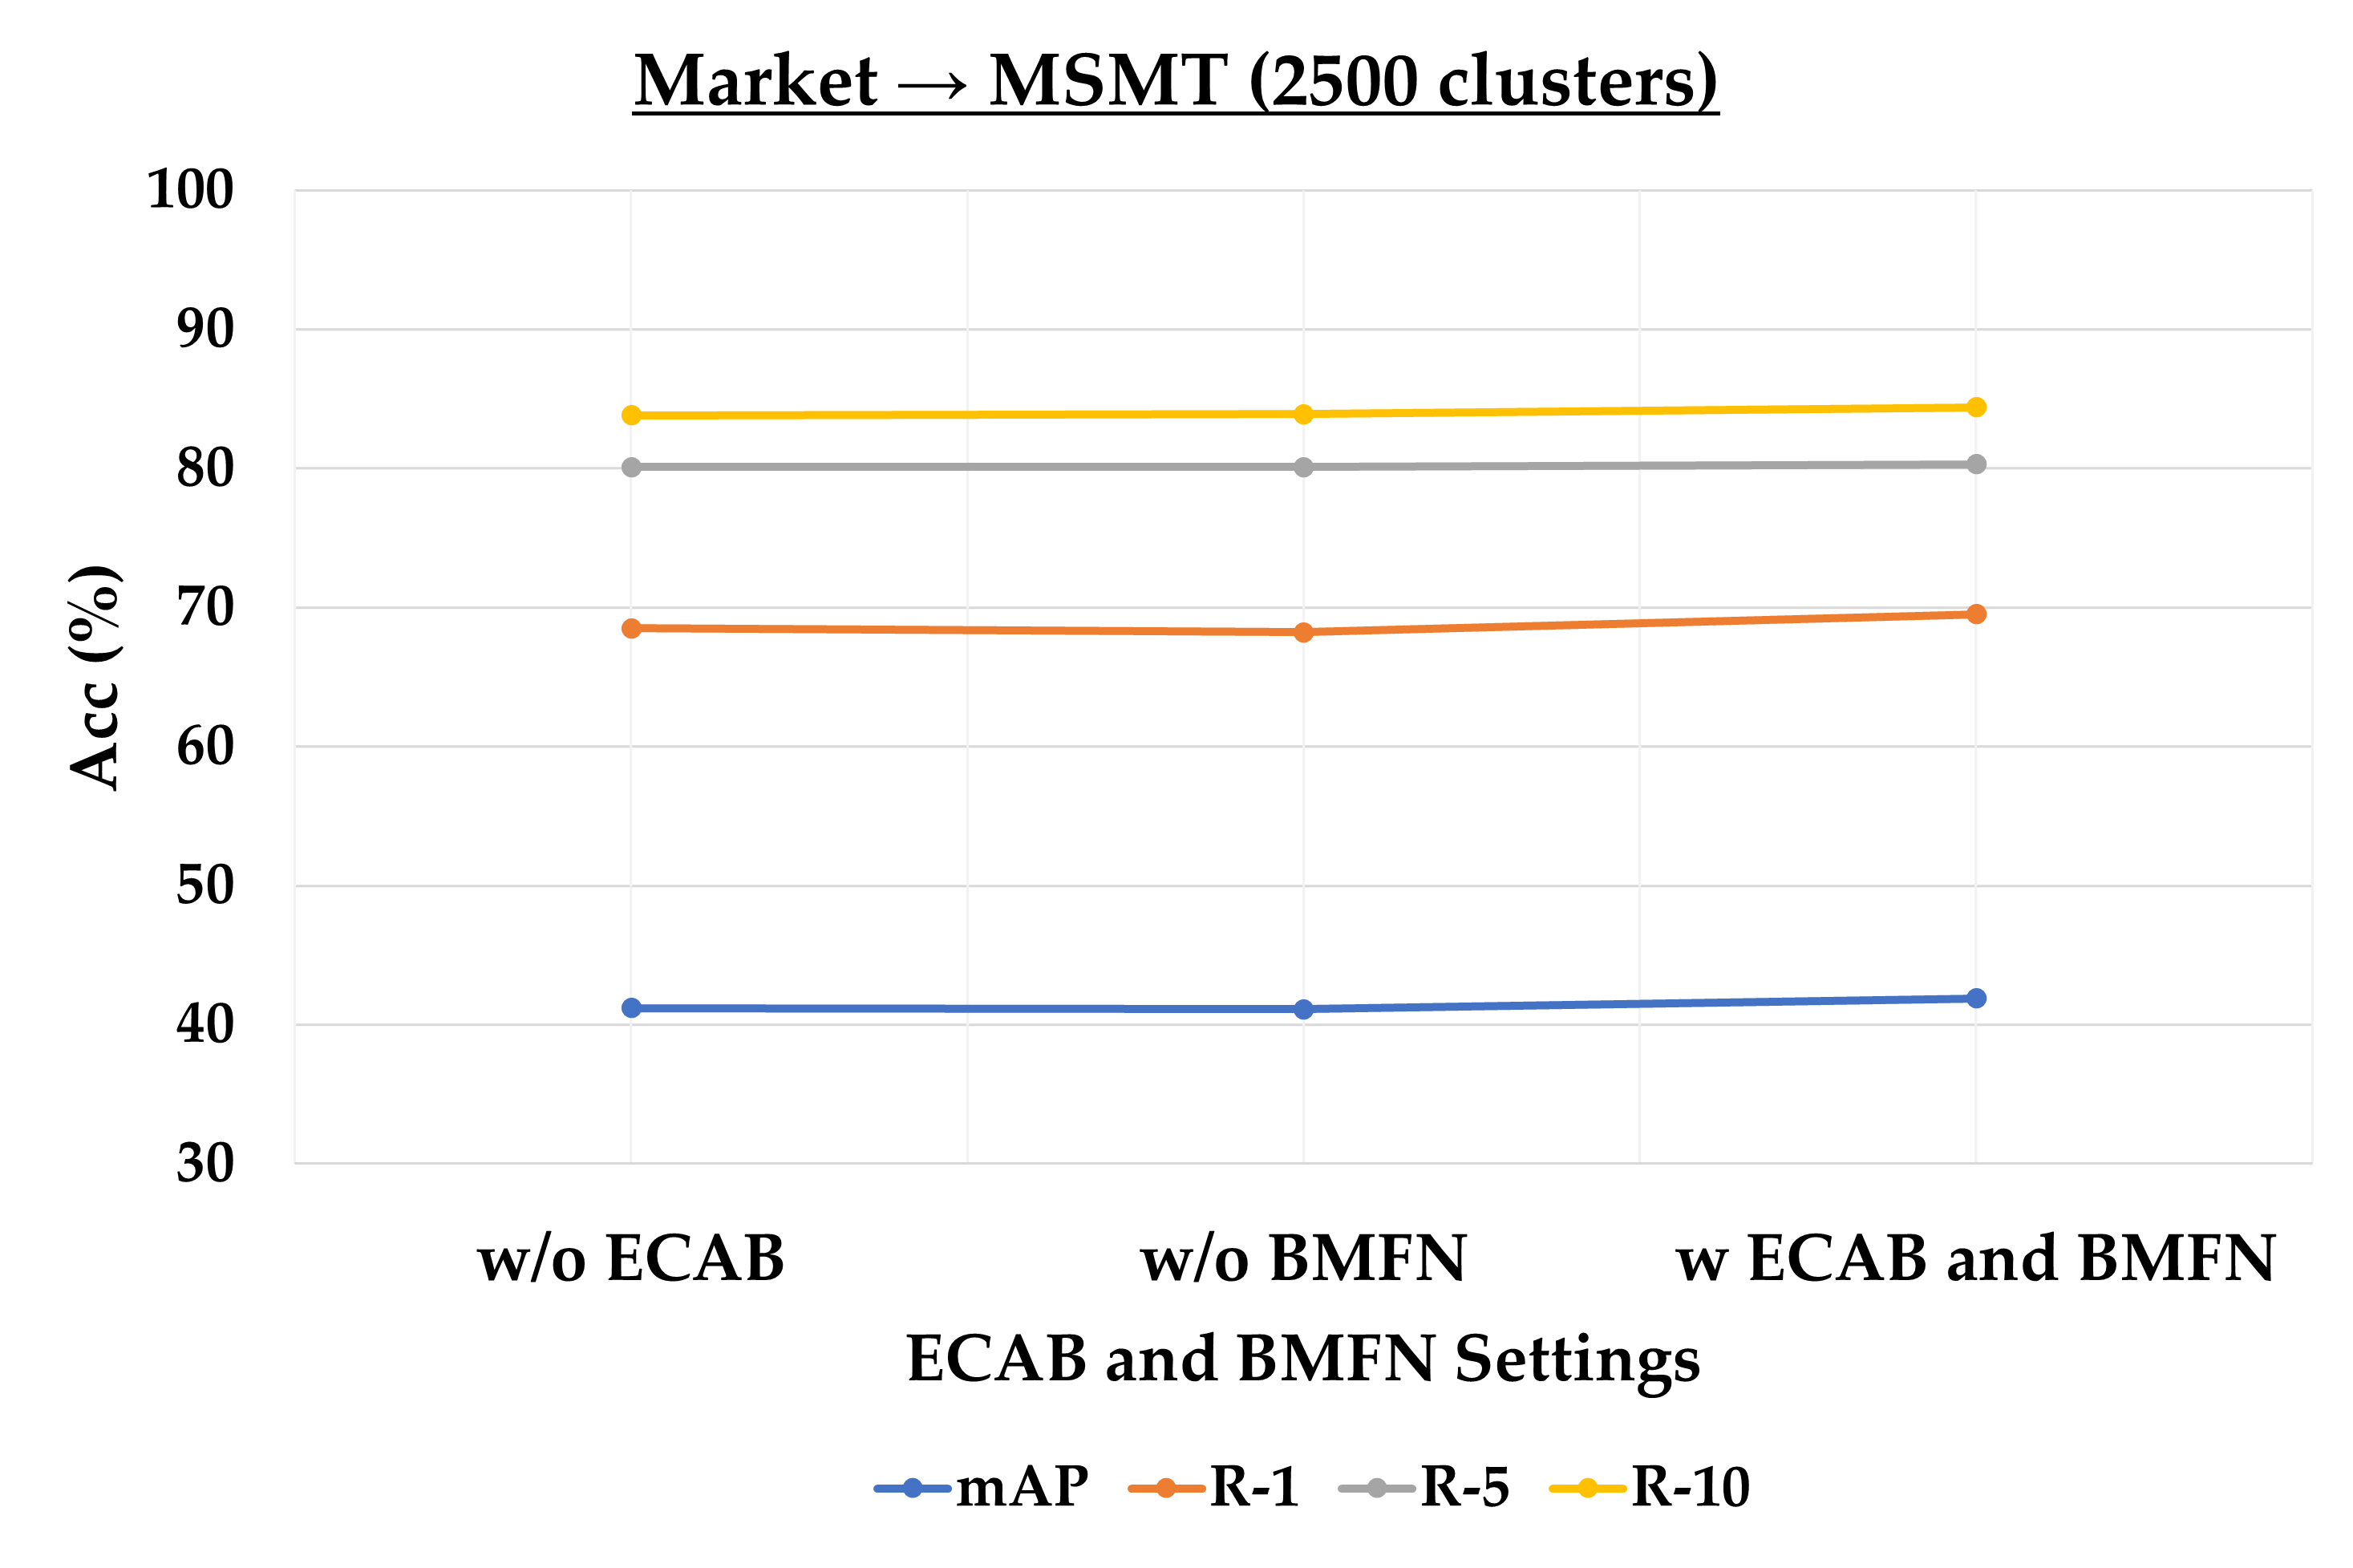 Market → MSMT (2500 clusters)
100
90
80
70
60
50
40
30
Acc (%)
w/o ECAB
w/o BMFN
w ECAB and BMFN
ECAB and BMFN Settings
mAP
R-1
R-5
R-10